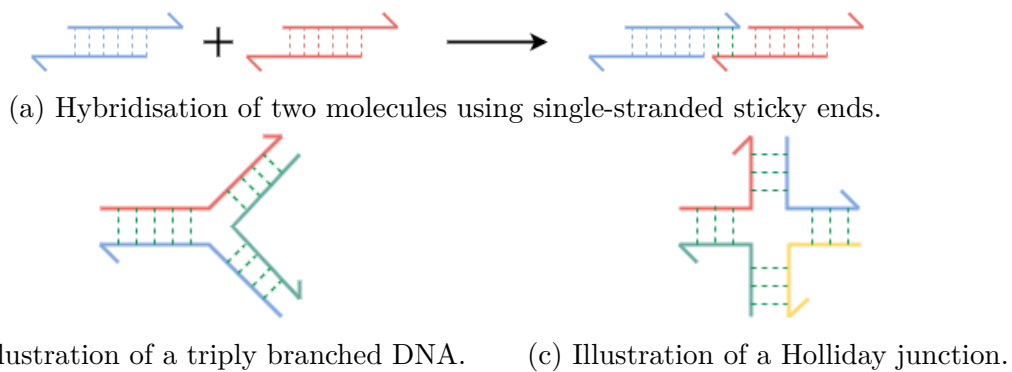 (a) Hybridisation of two molecules using single-stranded sticky ends.
lustration of a triply branched DNA.
(c) Illustration of a Holliday junction.